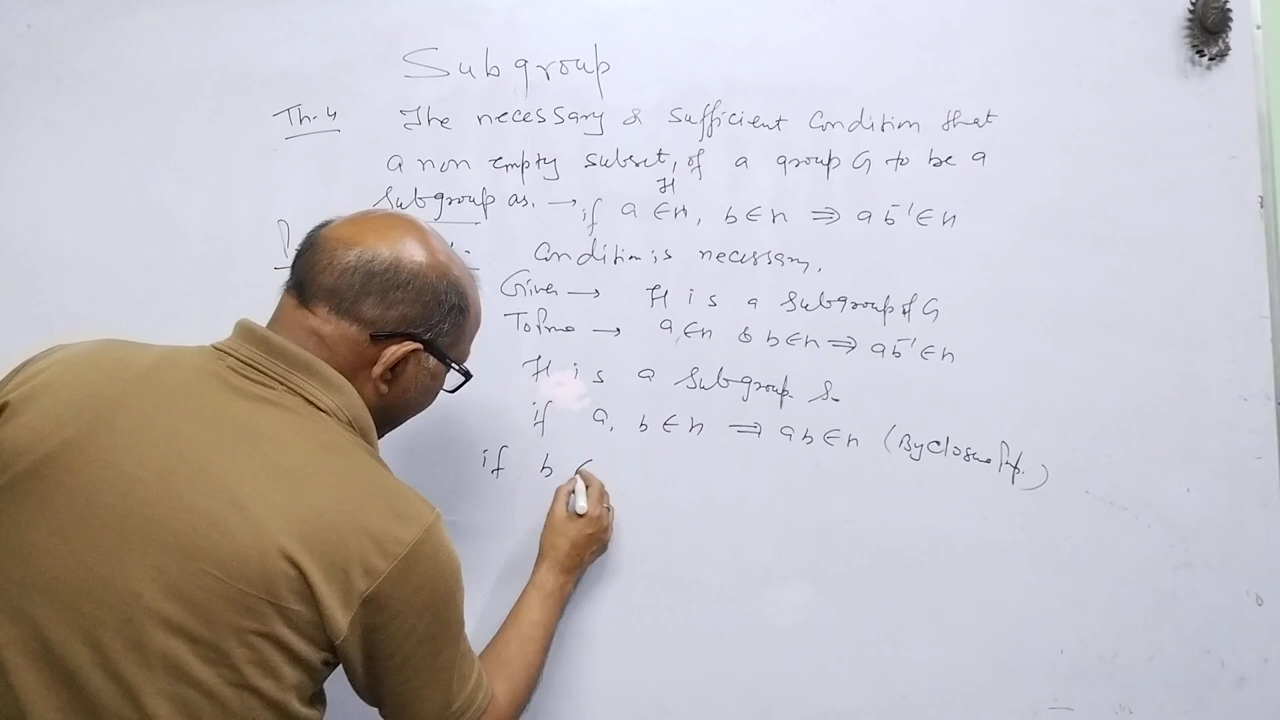 Subgroup
Th. 4 The necessary & Sufficient Condition that
a non empty subset, of a group G to be a
H
Subgroup as. → if a ∈ H, b ∈ H ⇒ ab⁻¹ ∈ H
Condition is necessary.
Given → H is a Subgroup of G
To Prove → a ∈ H & b ∈ H ⇒ ab⁻¹ ∈ H
H is a Subgroup S-
if a, b ∈ H ⇒ ab ∈ H (By closure Prop.)
if b ∈